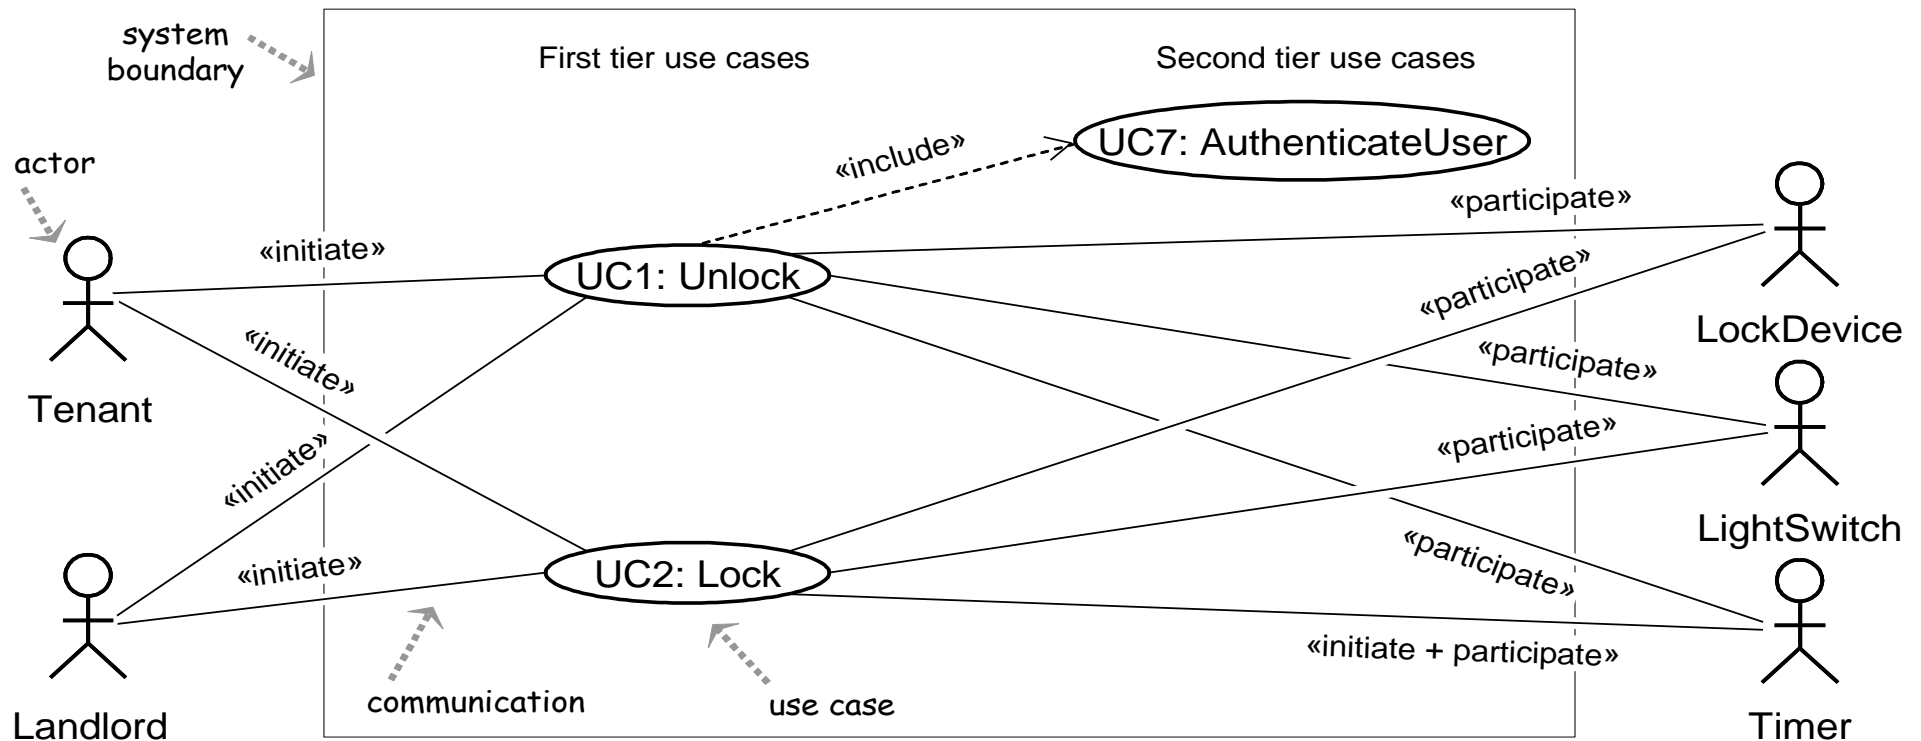 system
boundary
First tier use cases
Second tier use cases
UC7: AuthenticateUser
«include»
actor
«participate»
«initiate»
UC1: Unlock
«participate»
LockDevice
«initiate»
«participate»
Tenant
«participate»
«initiate»
LightSwitch
«initiate»
UC2: Lock
«participate»
«initiate + participate»
communication
use case
Landlord
Timer